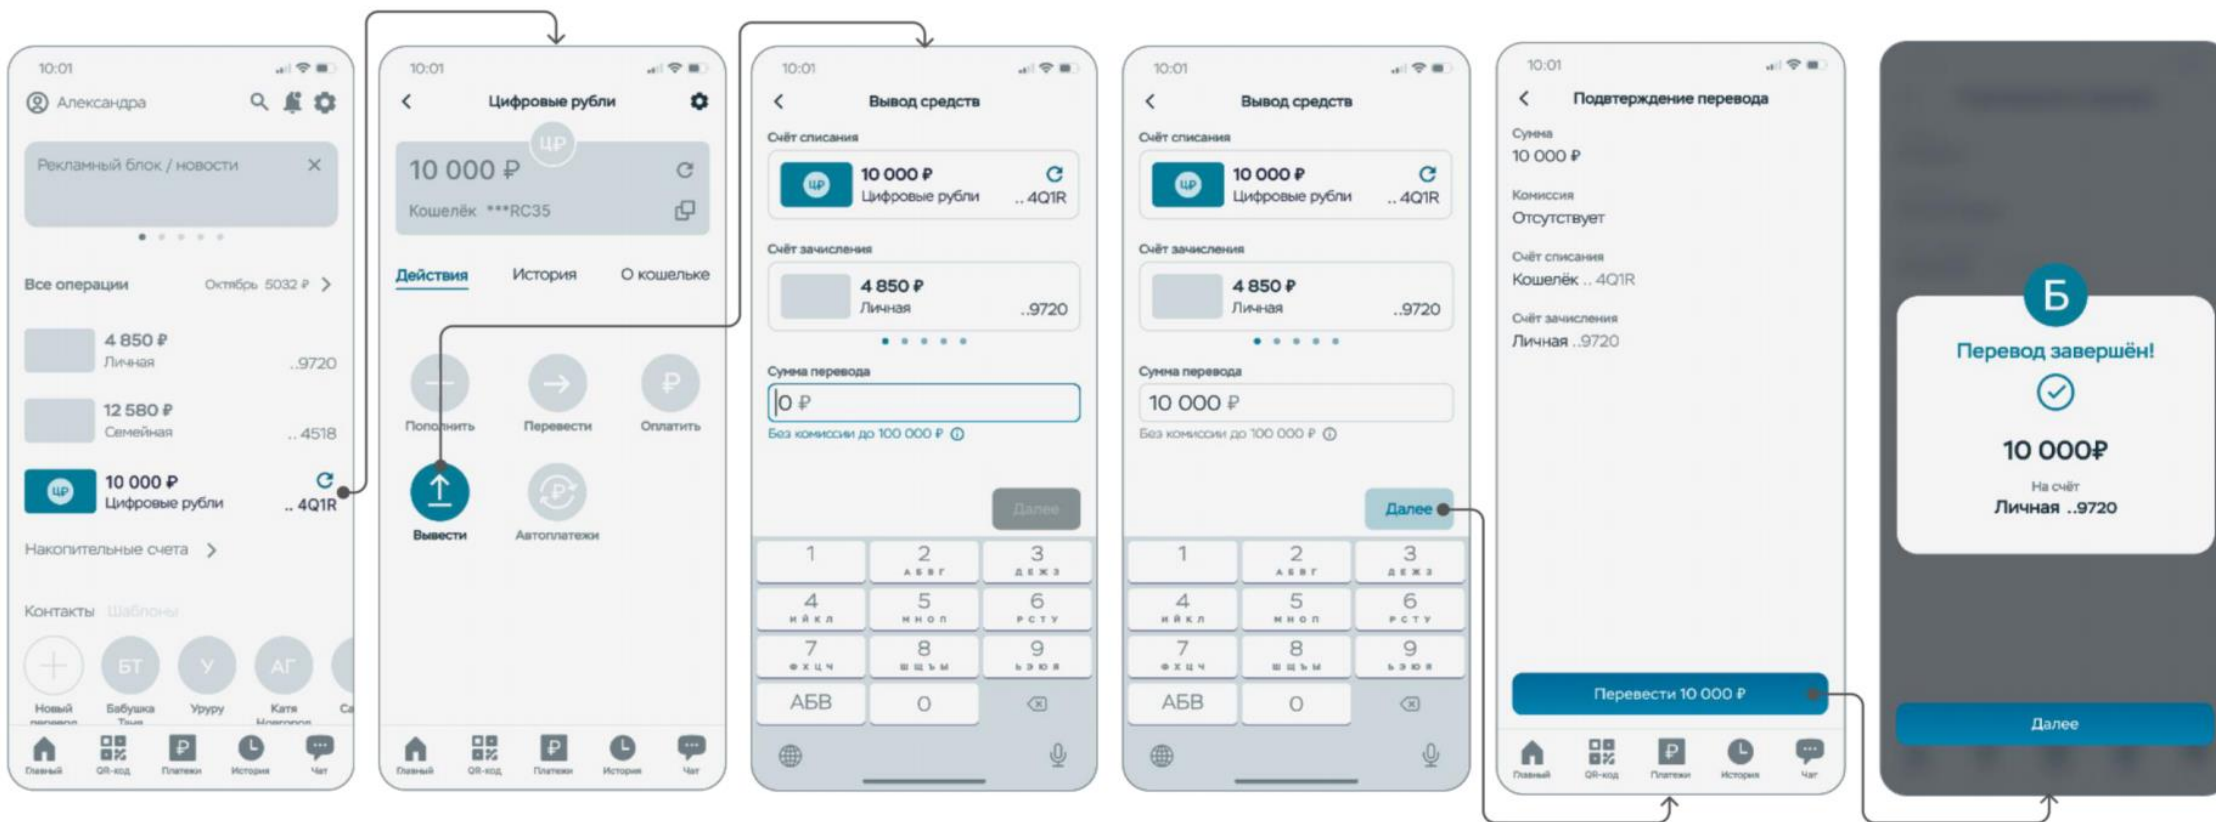 10:01
Александра
Рекламный блок / новости
Все операции Октябрь 5032 ₽
4 850 ₽
Личная ..9720
12 580 ₽
Семейная .. 4518
ЦР 10 000 ₽
Цифровые рубли .. 4Q1R
Накопительные счета
Контакты Шаблоны
БТ У АГ
Новый Бабушка Уруру Катя
Главный QR-код Платежи История Чат
10:01
Цифровые рубли
ЦР
10 000 ₽
Кошелёк ***RC35
Действия История О кошельке
Пополнить Перевести Оплатить
Вывести Автоплатежи
Главный QR-код Платежи История Чат
10:01
Вывод средств
Счёт списания
ЦР 10 000 ₽
Цифровые рубли .. 4Q1R
Счёт зачисления
4 850 ₽
Личная ..9720
Сумма перевода
0 ₽
Без комиссии до 100 000 ₽
Далее
1 2 3
АБВГ ДЕЖЗ
4 5 6
ИЙКЛ МНОП РСТУ
7 8 9
ФХЦЧ ШЩЪЫ ЬЭЮЯ
АБВ 0
10:01
Вывод средств
Счёт списания
ЦР 10 000 ₽
Цифровые рубли .. 4Q1R
Счёт зачисления
4 850 ₽
Личная ..9720
Сумма перевода
10 000 ₽
Без комиссии до 100 000 ₽
Далее
1 2 3
АБВГ ДЕЖЗ
4 5 6
ИЙКЛ МНОП РСТУ
7 8 9
ФХЦЧ ШЩЪЫ ЬЭЮЯ
АБВ 0
10:01
Подвтерждение перевода
Сумма
10 000 ₽
Комиссия
Отсутствует
Счёт списания
Кошелёк .. 4Q1R
Счёт зачисления
Личная ..9720
Перевести 10 000 ₽
Главный QR-код Платежи История Чат
Б
Перевод завершён!
10 000₽
На счёт
Личная ..9720
Далее